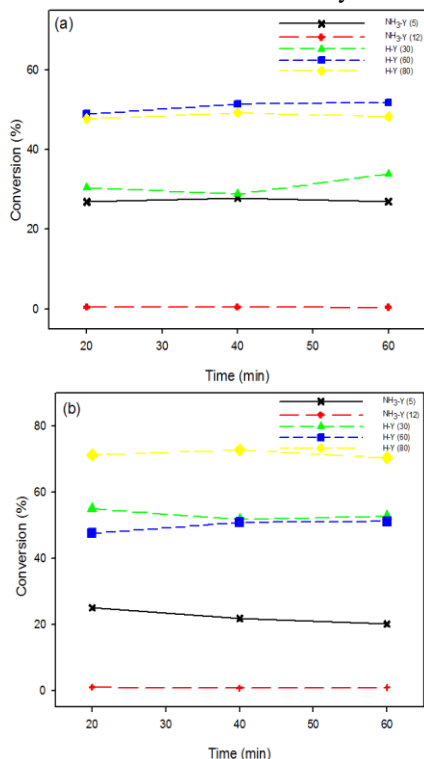 y
(a)
NH3-Y (5)
NH3-Y (12)
H-Y (30)
H-Y (60)
H-Y (80)
60
40
20
0
Conversion (%)
20 30 40 50 60
Time (min)
(b)
NH3-Y (5)
NH3-Y (12)
H-Y (30)
H-Y (60)
H-Y (80)
80
60
40
20
0
Conversion (%)
20 30 40 50 60
Time (min)